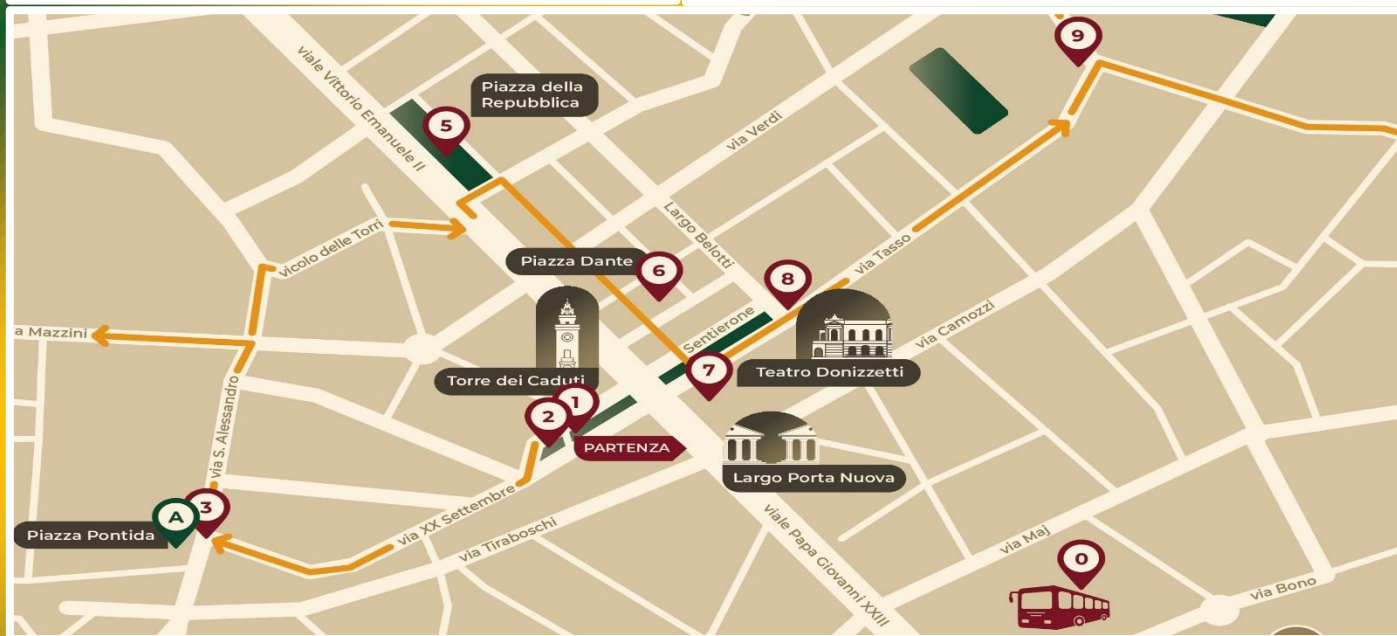 9
viale Vittorio Emanuele II
Piazza della
Repubblica
5
via Verdi
Largo Belotti
vicolo delle Torri
via Tasso
Piazza Dante
6
8
a Mazzini
Sentierone
via Camozzi
Torre dei Caduti
7
Teatro Donizzetti
via S. Alessandro
1
2
PARTENZA
Largo Porta Nuova
A
3
Piazza Pontida
via XX Settembre
via Tiraboschi
viale Papa Giovanni XXIII
via Maj
0
via Bono